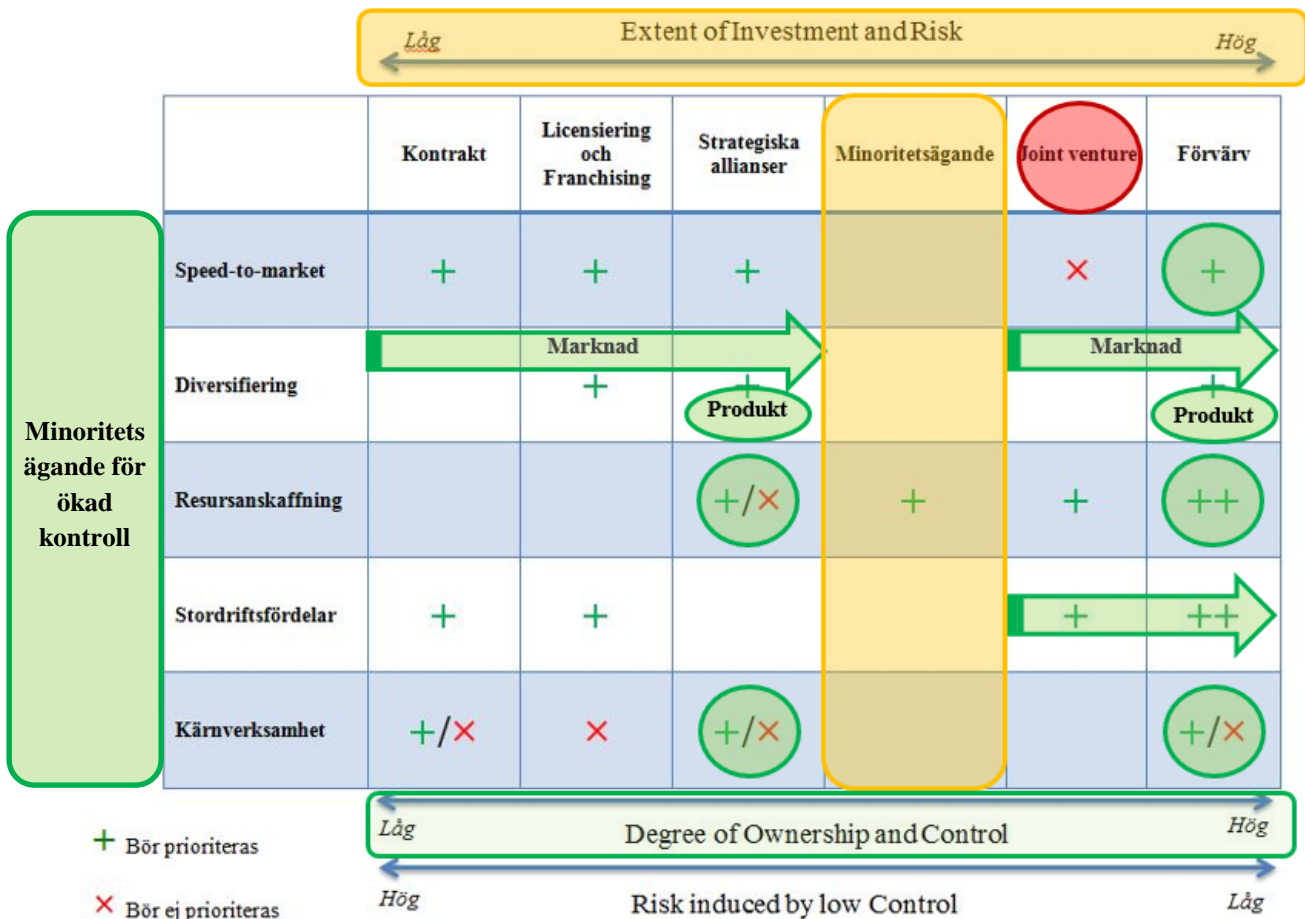 Låg Extent of Investment and Risk Hög
Kontrakt
Licensiering
och
Franchising
Strategiska
allianser
Minoritetsägande
Joint venture
Förvärv
Minoritets
ägande för
ökad
kontroll
Speed-to-market + + + × +
Marknad Marknad
Diversifiering + + +
Produkt Produkt
Resursanskaffning +/× + + ++
Stordriftsfördelar + + + ++
Kärnverksamhet +/× × +/× +/×
Låg Degree of Ownership and Control Hög
+ Bör prioriteras
Hög Risk induced by low Control Låg
× Bör ej prioriteras